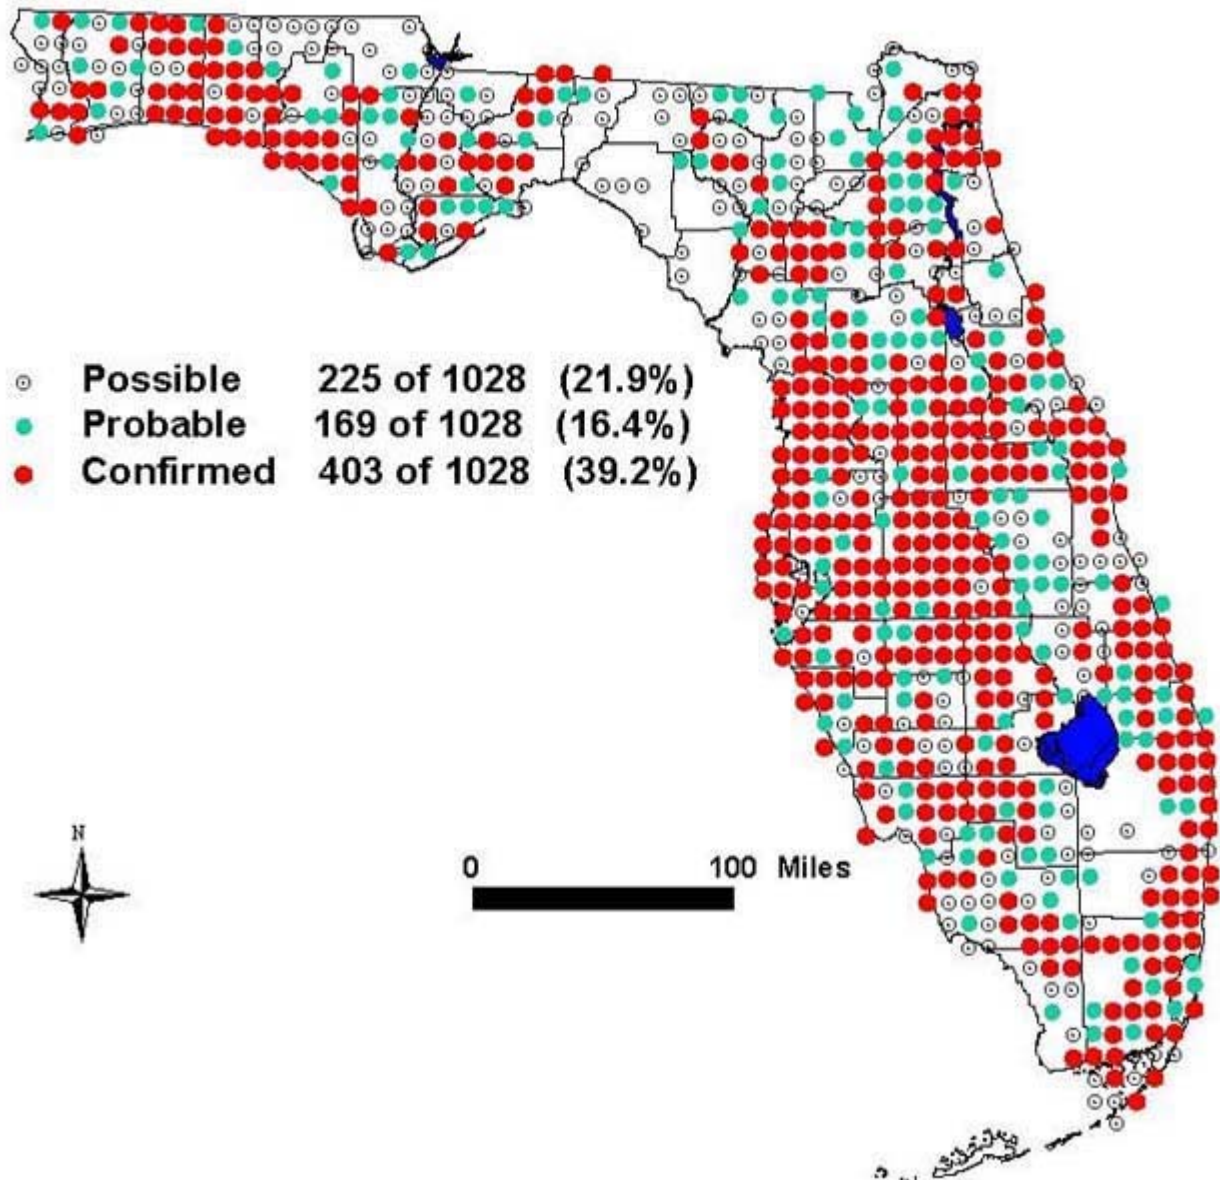 Possible 225 of 1028 (21.9%)
Probable 169 of 1028 (16.4%)
Confirmed 403 of 1028 (39.2%)
N
0 100 Miles